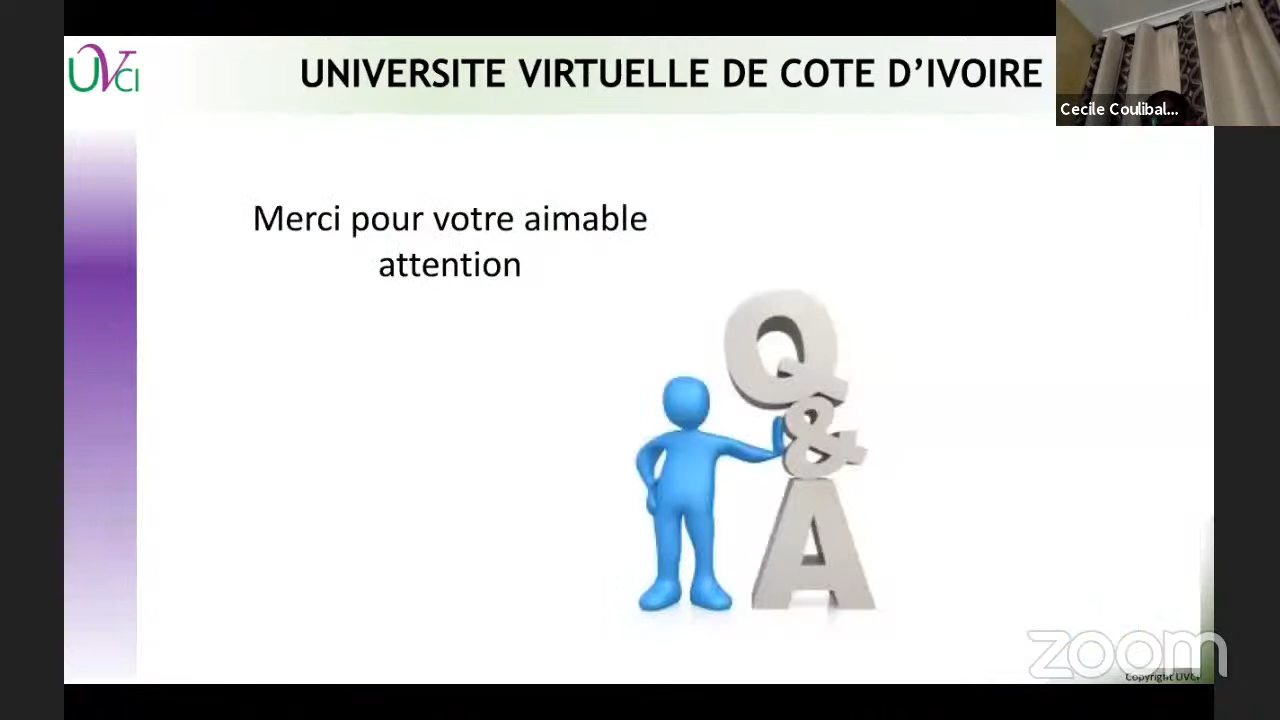 UVCI
UNIVERSITE VIRTUELLE DE COTE D’IVOIRE
Cecile Coulibal...
Merci pour votre aimable
attention
Q
&
A
zoom
Copyright UVCI